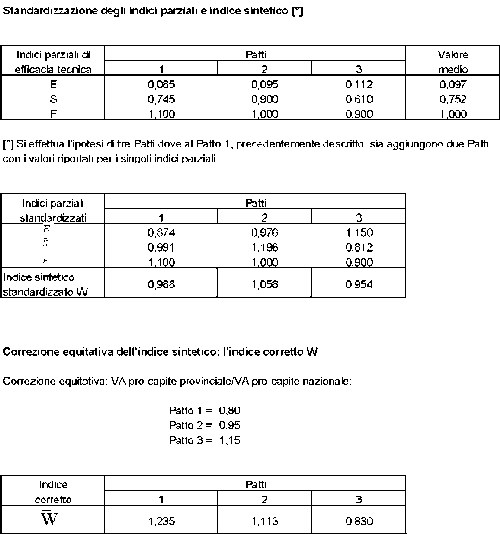 Standardizzazione degli indici parziali e indice sintetico [*]
Indici parziali di efficacia tecnica Patti Valore medio
1 2 3
E 0,085 0,095 0,112 0,097
S 0,745 0,900 0,610 0,752
F 1,100 1,000 0,900 1,000
[*] Si effettua l'ipotesi di tre Patti dove al Patto 1, precedentemente descritto, sia aggiungono due Patti
con i valori riportati per i singoli indici parziali
Indici parziali standardizzati Patti
1 2 3
0,874 0,976 1,150
0,991 1,196 0,812
1,100 1,000 0,900
Indice sintetico standardizzato W 0,988 1,058 0,954
Correzione equitativa dell'indice sintetico: l'indice corretto W
Correzione equitativa: VA pro capite provinciale/VA pro capite nazionale:
Patto 1 = 0,80
Patto 2 = 0,95
Patto 3 = 1,15
Indice corretto Patti
1 2 3
W̅ 1,235 1,113 0,830